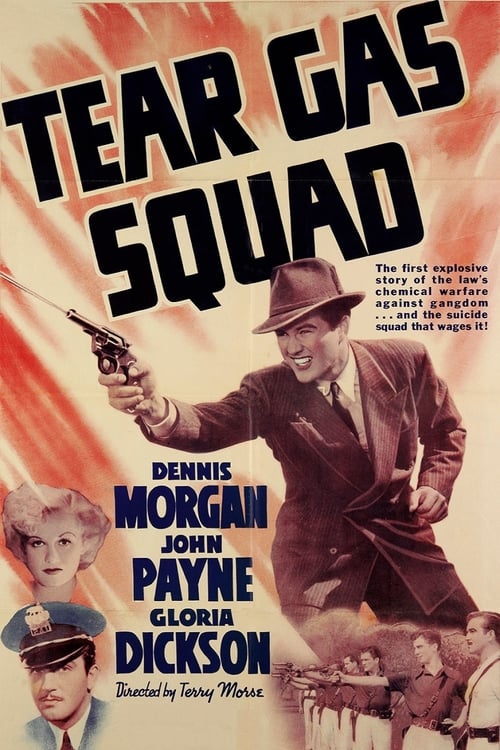 TEAR GAS
SQUAD
The first explosive
story of the law's
chemical warfare
against gangdom
...and the suicide
squad that wages it!
DENNIS
MORGAN
JOHN
PAYNE
GLORIA
DICKSON
Directed by Terry Morse